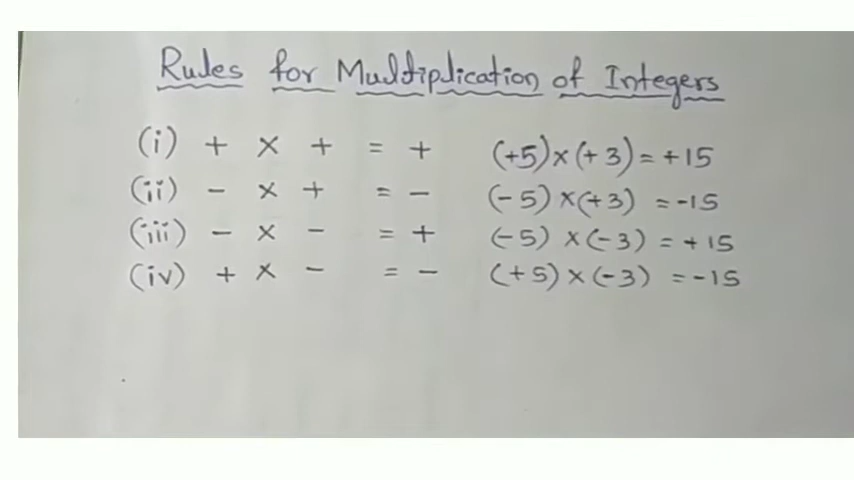 Rules for Multiplication of Integers
(i) + × + = + (+5)×(+3)=+15
(ii) - × + = - (-5)×(+3) =-15
(iii) - × - = + (-5)×(-3)=+15
(iv) + × - = - (+5)×(-3) =-15